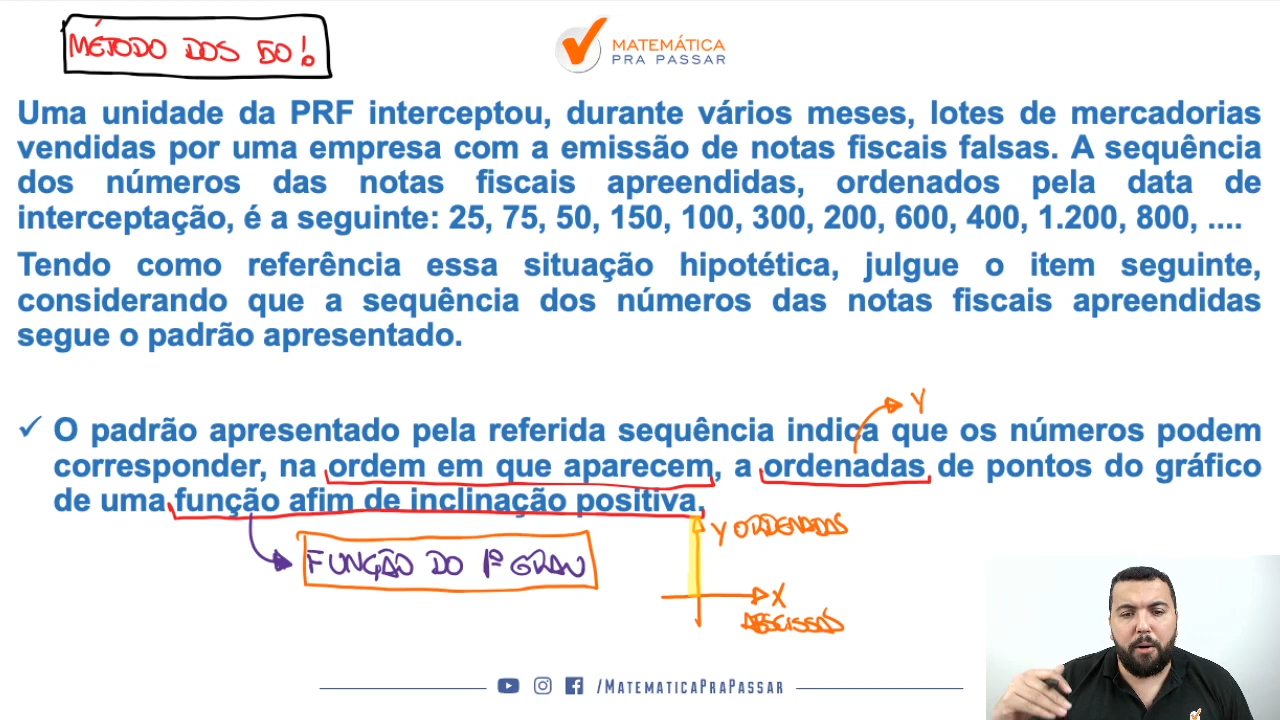 MÉTODO DOS 50!
MATEMÁTICA
PRA PASSAR
Uma unidade da PRF interceptou, durante vários meses, lotes de mercadorias
vendidas por uma empresa com a emissão de notas fiscais falsas. A sequência
dos números das notas fiscais apreendidas, ordenados pela data de
interceptação, é a seguinte: 25, 75, 50, 150, 100, 300, 200, 600, 400, 1.200, 800, ....
Tendo como referência essa situação hipotética, julgue o item seguinte,
considerando que a sequência dos números das notas fiscais apreendidas
segue o padrão apresentado.
Y
✓ O padrão apresentado pela referida sequência indica que os números podem
corresponder, na ordem em que aparecem, a ordenadas de pontos do gráfico
de uma função afim de inclinação positiva.
Y ORDENADAS
FUNÇÃO DO 1º GRAU
X
ABSCISSAS
/MatematicaPraPassar